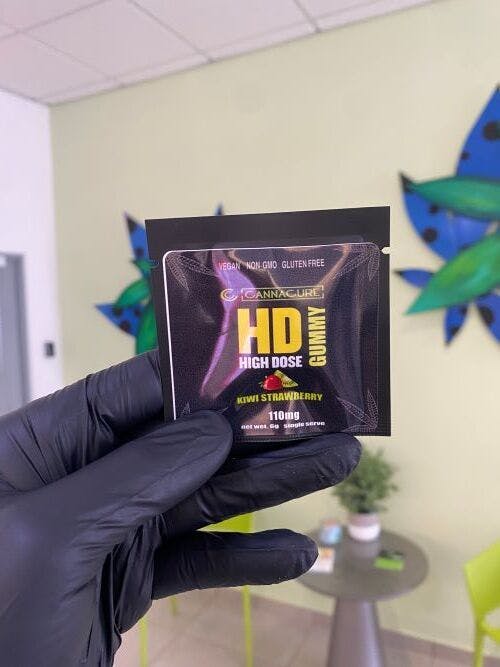 VEGAN NON-GMO GLUTEN FREE
CANNACURE
HD
HIGH DOSE
GUMMY
KIWI STRAWBERRY
110mg
net wt. 6g single serve